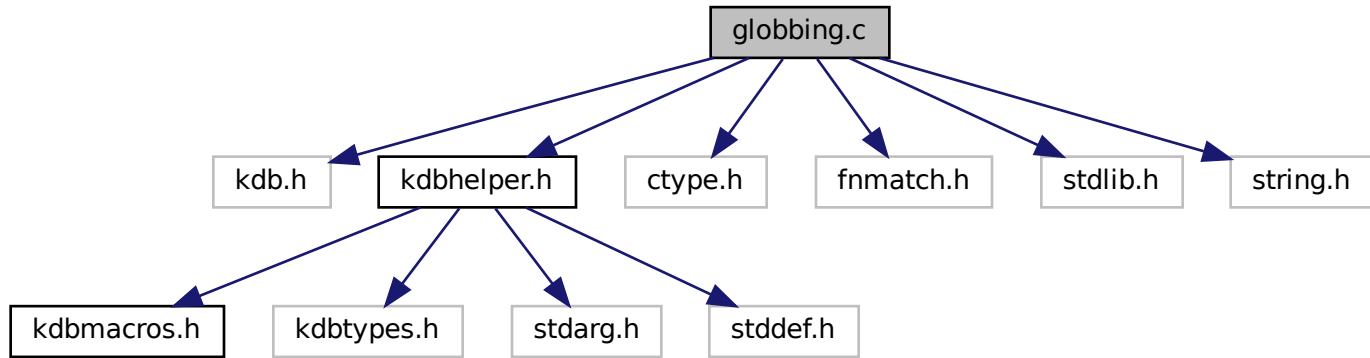 globbing.c
kdb.h
kdbhelper.h
ctype.h
fnmatch.h
stdlib.h
string.h
kdbmacros.h
kdbtypes.h
stdarg.h
stddef.h